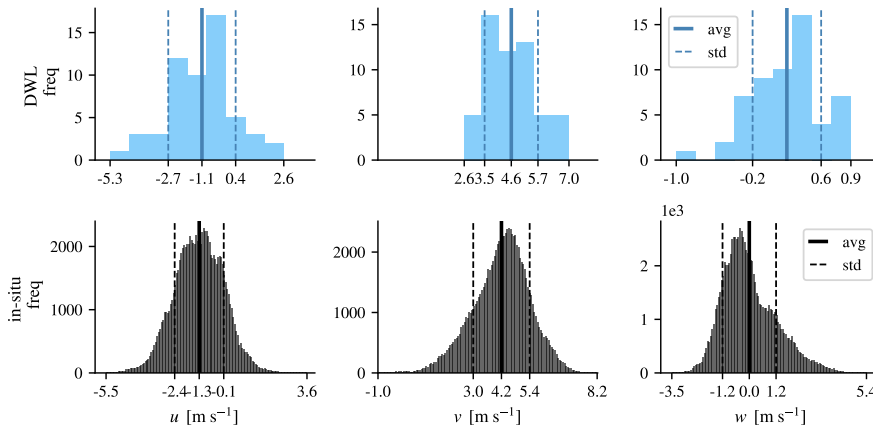 DWL
freq
15
10
5
0
-5.3 -2.7 -1.1 0.4 2.6
15
10
5
0
2.6 3.5 4.6 5.7 7.0
15
10
5
0
avg
std
-1.0 -0.2 0.6 0.9
in-situ
freq
2000
1000
0
-5.5 -2.4 -1.3 -0.1 3.6
u [m s⁻¹]
2000
1000
0
-1.0 3.0 4.2 5.4 8.2
v [m s⁻¹]
1e3
2
1
0
avg
std
-3.5 -1.2 0.0 1.2 5.4
w [m s⁻¹]